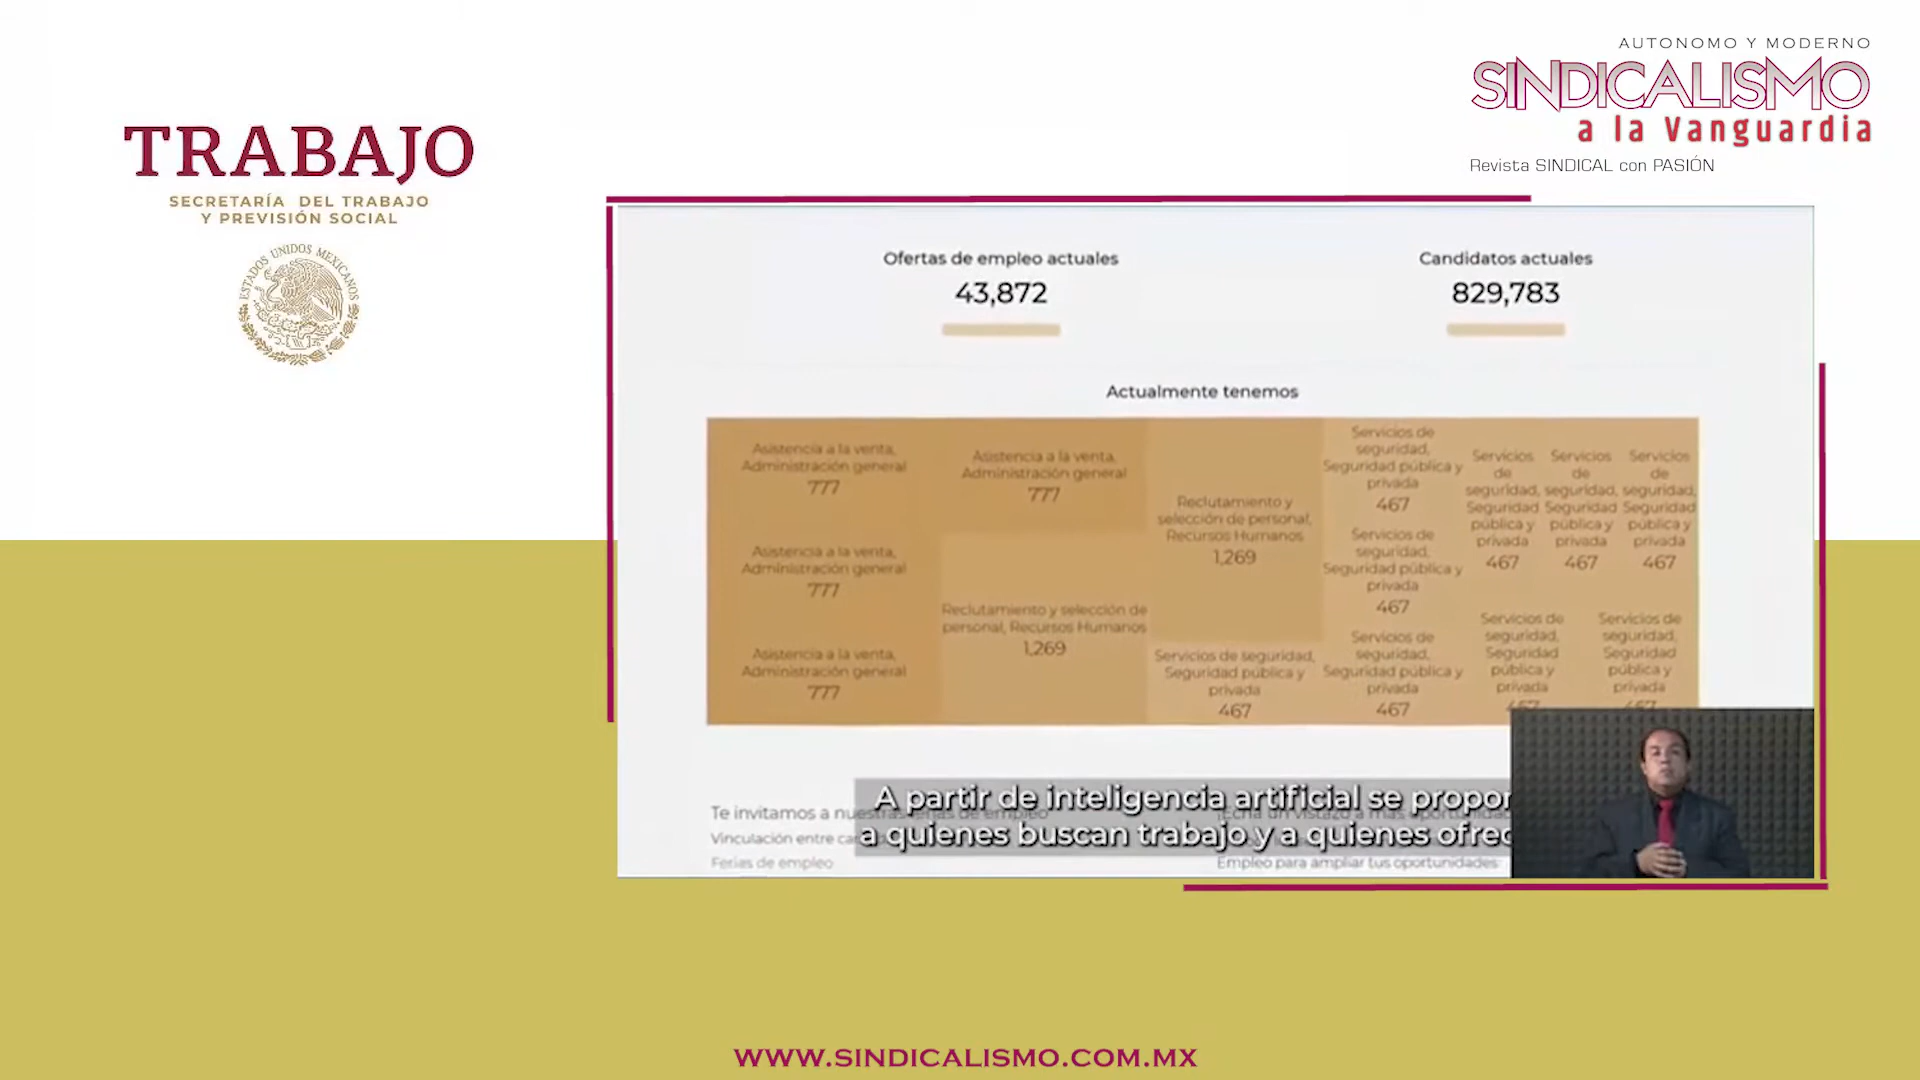 AUTONOMO Y MODERNO
SINDICALISMO
a la Vanguardia
Revista SINDICAL con PASIÓN
TRABAJO
SECRETARÍA DEL TRABAJO
Y PREVISIÓN SOCIAL
ESTADOS UNIDOS MEXICANOS
Ofertas de empleo actuales
43,872
Candidatos actuales
829,783
Actualmente tenemos
Asistencia a la venta,
Administración general
777
Asistencia a la venta,
Administración general
777
Asistencia a la venta,
Administración general
777
Asistencia a la venta,
Administración general
777
Reclutamiento y selección de
personal, Recursos Humanos
1,269
Reclutamiento y
selección de personal,
Recursos Humanos
1,269
Servicios de seguridad,
Seguridad pública y
privada
467
Servicios de
seguridad,
Seguridad pública y
privada
467
Servicios de
seguridad,
Seguridad pública y
privada
467
Servicios de
seguridad,
Seguridad pública y
privada
467
Servicios
de
seguridad,
Seguridad
pública y
privada
467
Servicios
de
seguridad,
Seguridad
pública y
privada
467
Servicios
de
seguridad,
Seguridad
pública y
privada
467
Servicios de
seguridad,
Seguridad
pública y
privada
467
Servicios de
seguridad,
Seguridad
pública y
privada
467
Te invitamos a nuestras ferias de empleo
Vinculación entre
Ferias de empleo
¡Echa un vistazo a más
Empleo para ampliar tus oportunidades:
A partir de inteligencia artificial se propor
a quienes buscan trabajo y a quienes ofrec
WWW.SINDICALISMO.COM.MX